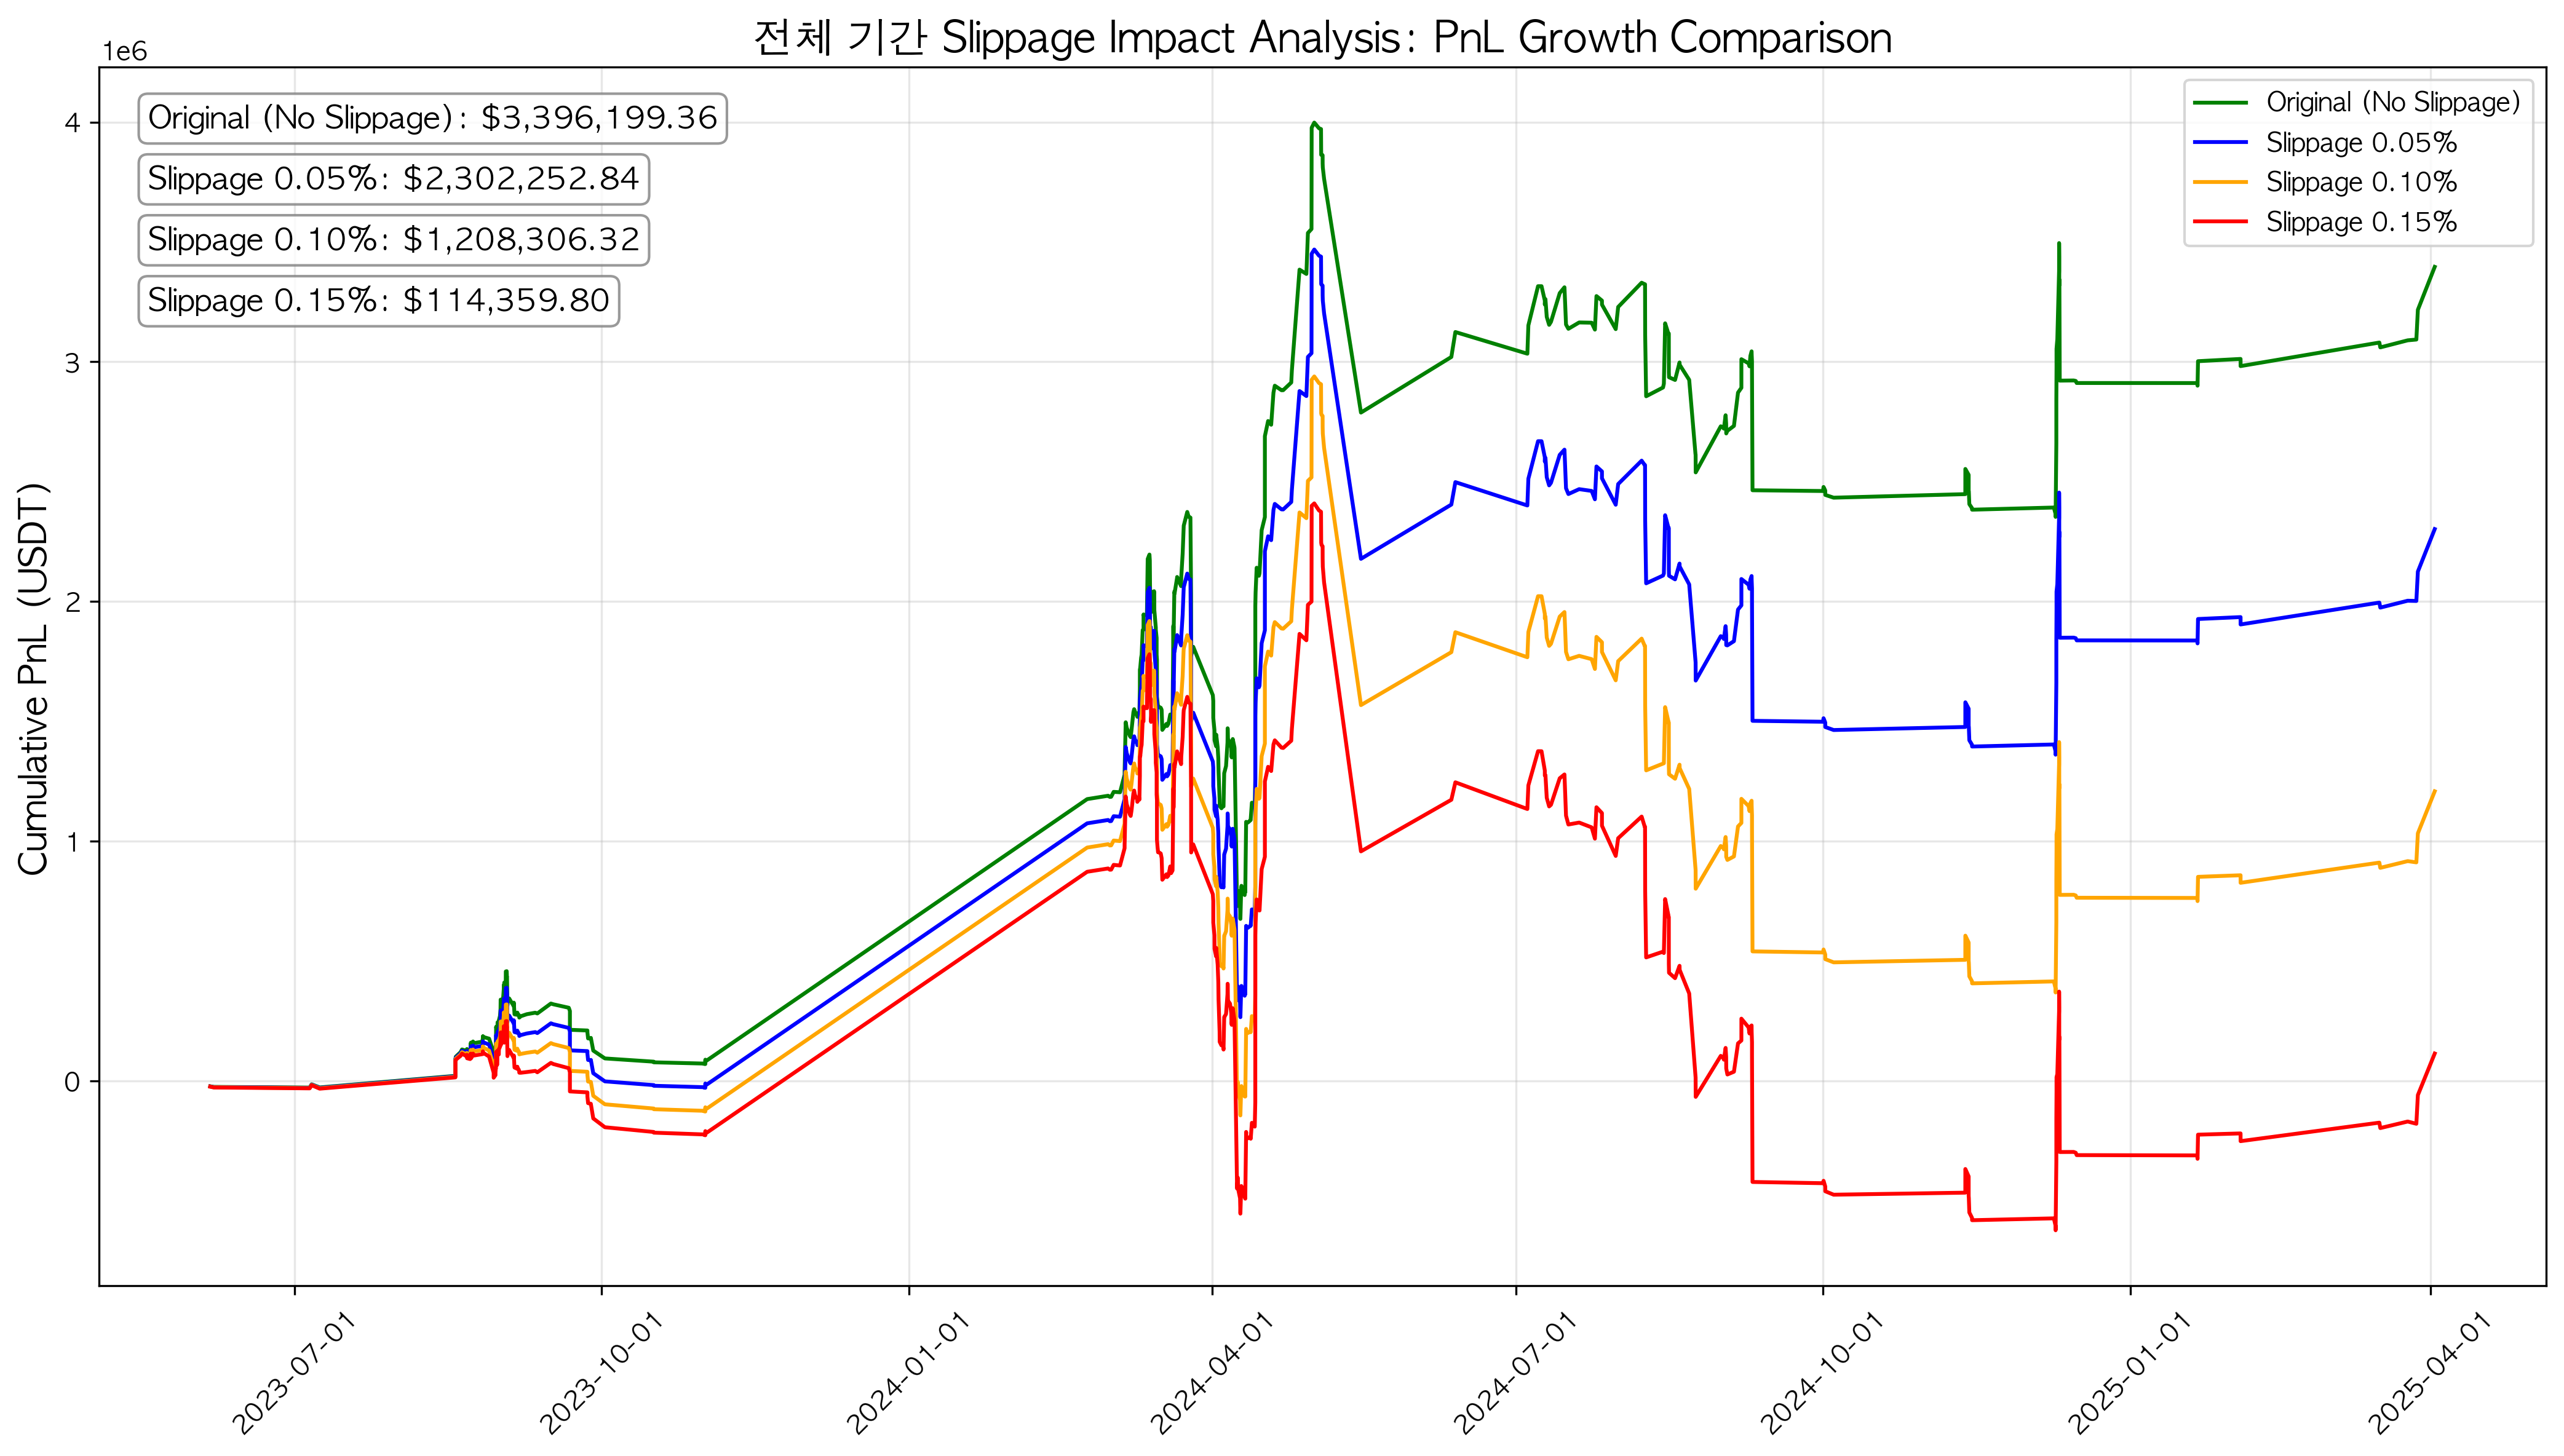 전체 기간 Slippage Impact Analysis: PnL Growth Comparison
1e6
Original (No Slippage): $3,396,199.36
Slippage 0.05%: $2,302,252.84
Slippage 0.10%: $1,208,306.32
Slippage 0.15%: $114,359.80
Original (No Slippage)
Slippage 0.05%
Slippage 0.10%
Slippage 0.15%
Cumulative PnL (USDT)
4
3
2
1
0
2023-07-01
2023-10-01
2024-01-01
2024-04-01
2024-07-01
2024-10-01
2025-01-01
2025-04-01